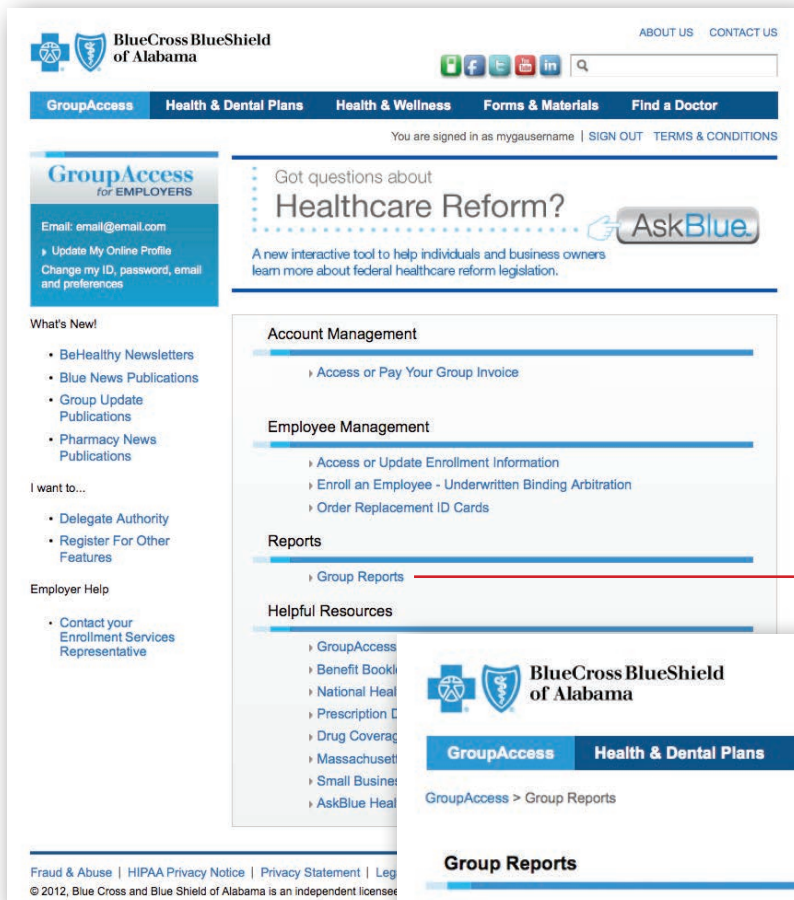 BlueCross BlueShield
of Alabama
ABOUT US CONTACT US
GroupAccess Health & Dental Plans Health & Wellness Forms & Materials Find a Doctor
You are signed in as mygausername | SIGN OUT TERMS & CONDITIONS
GroupAccess
for EMPLOYERS
Email: email@email.com
Update My Online Profile
Change my ID, password, email
and preferences
Got questions about
Healthcare Reform?
AskBlue
A new interactive tool to help individuals and business owners
learn more about federal healthcare reform legislation.
What's New!
• BeHealthy Newsletters
• Blue News Publications
• Group Update
Publications
• Pharmacy News
Publications
I want to...
• Delegate Authority
• Register For Other
Features
Employer Help
• Contact your
Enrollment Services
Representative
Account Management
Access or Pay Your Group Invoice
Employee Management
Access or Update Enrollment Information
Enroll an Employee - Underwritten Binding Arbitration
Order Replacement ID Cards
Reports
Group Reports
Helpful Resources
GroupAccess
Benefit
National
Prescription
Drug
Small
AskBlue
Fraud & Abuse | HIPAA Privacy Notice | Privacy Statement |
© 2012, Blue Cross and Blue Shield of Alabama is an independent licensee
BlueCross BlueShield
of Alabama
GroupAccess Health & Dental Plans
GroupAccess > Group Reports
Group Reports